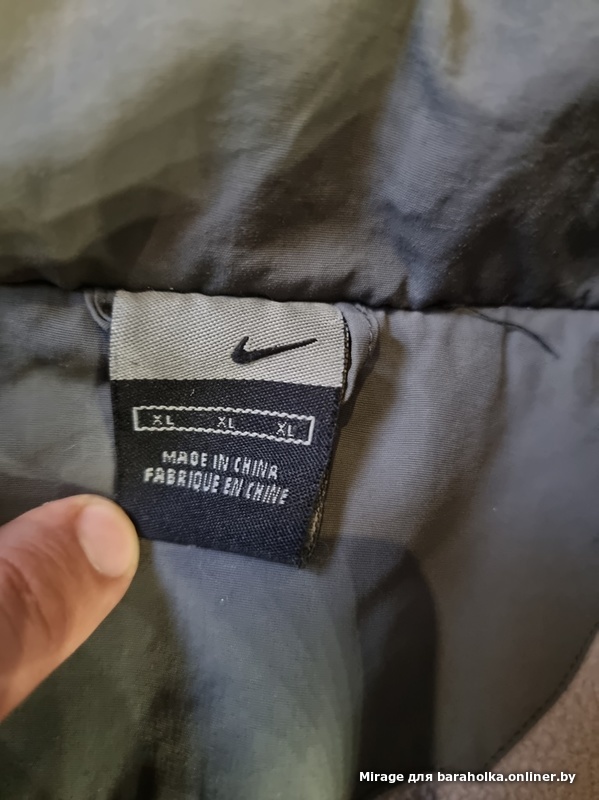 XL XL XL
MADE IN CHINA
FABRIQUE EN CHINE
Mirage для baraholka.onliner.by